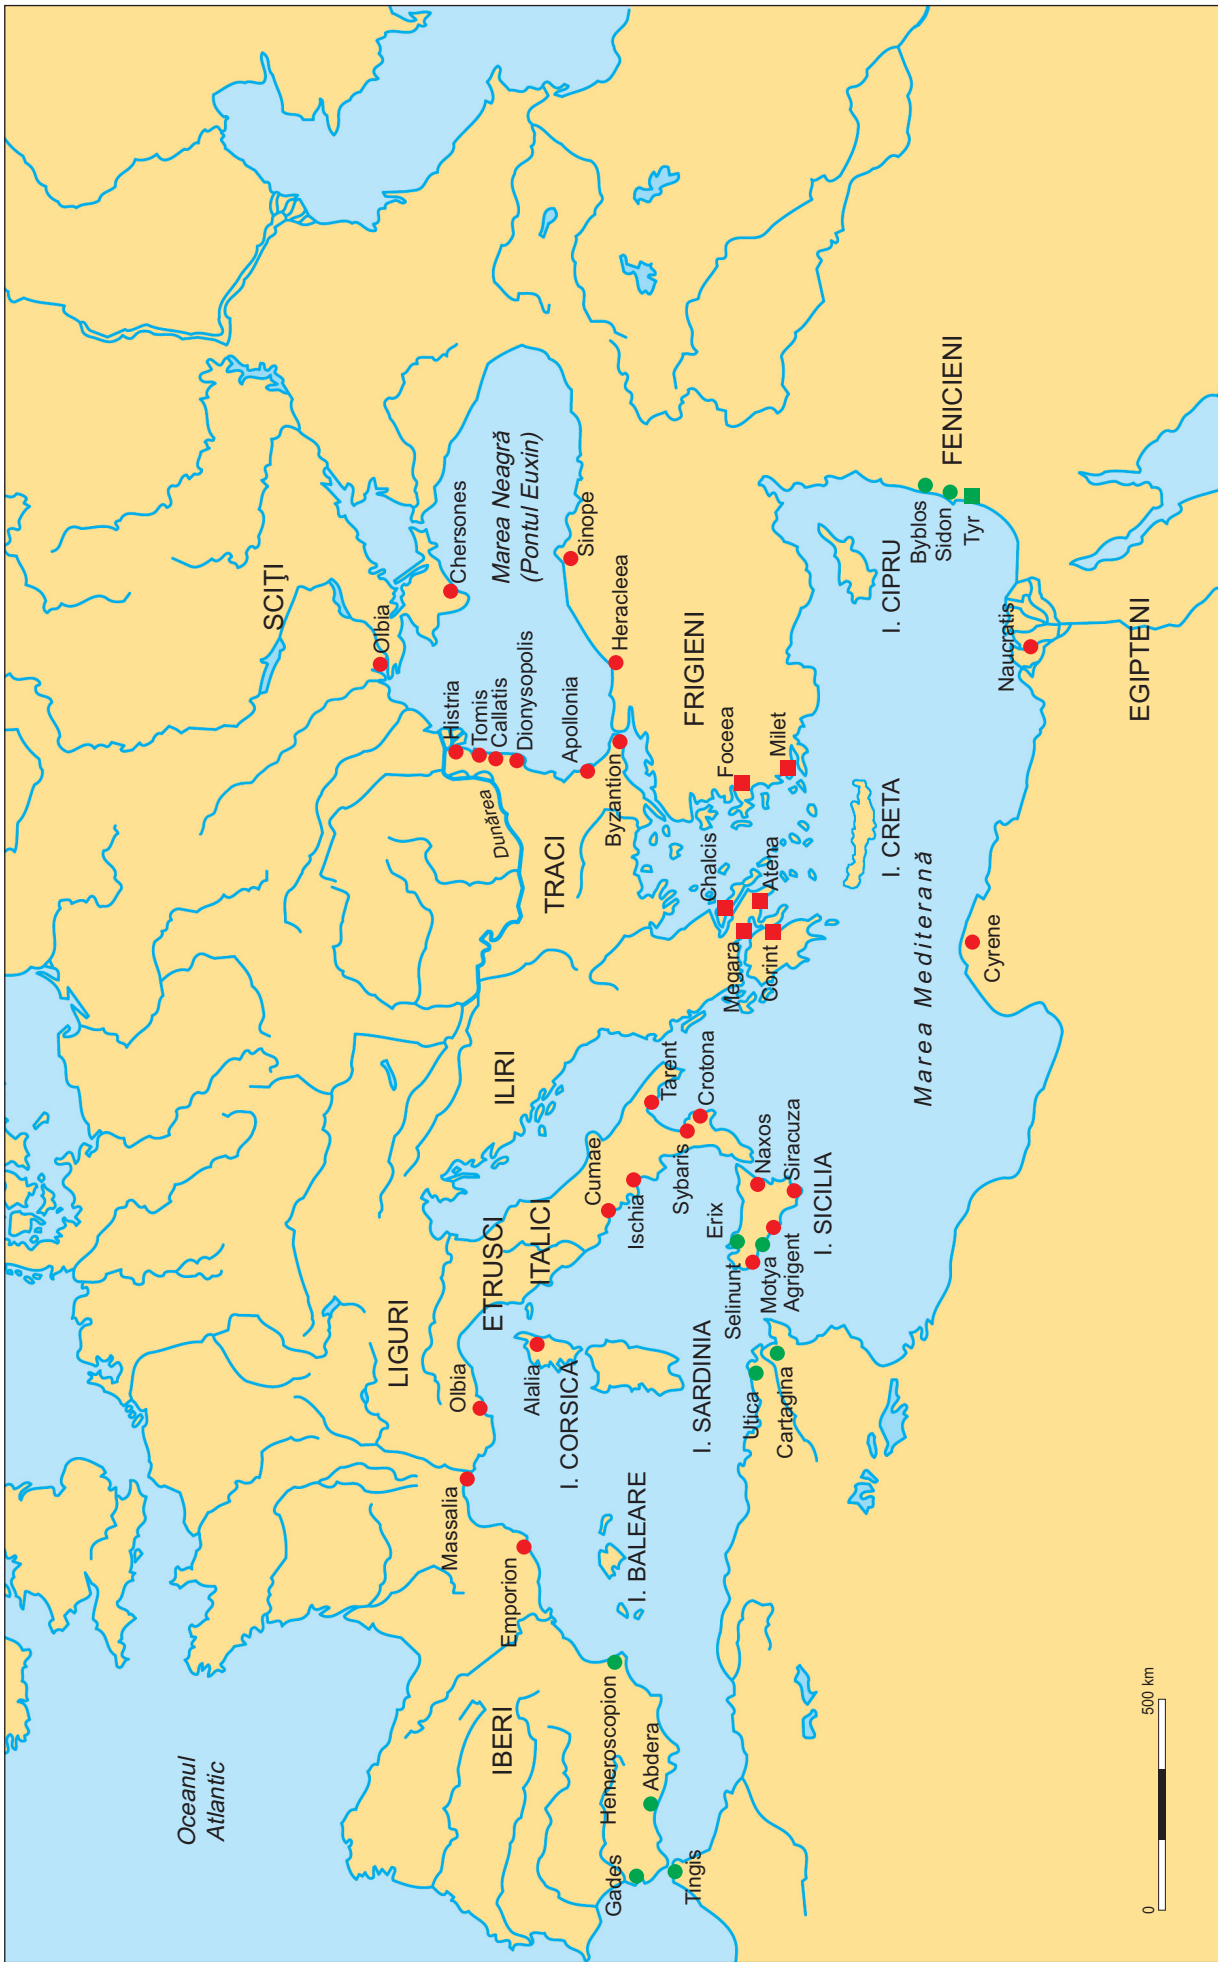 Oceanul
Atlantic
SCIŢI
Olbia
Chersones
Marea Neagră
(Pontul Euxin)
Sinope
Heracleea
Histria
Tomis
Callatis
Dionysopolis
Apollonia
Byzantion
Dunărea
TRACI
ILIRI
LIGURI
ETRUSCI
ITALICI
Olbia
Massalia
Emporion
IBERI
Hemeroscopion
Abdera
Gades
Tingis
I. BALEARE
Alalia
I. CORSICA
I. SARDINIA
Cumae
Ischia
Tarent
Sybaris
Crotona
Erix
Naxos
Siracuza
Selinunt
Motya
Agrigent
I. SICILIA
Utica
Cartagina
Chalcis
Atena
Megara
Corint
FRIGIENI
Foceea
Milet
I. CRETA
I. CIPRU
Marea Mediterană
Byblos
Sidon
Tyr
FENICIENI
Naucratis
EGIPTENI
Cyrene
0
500 km